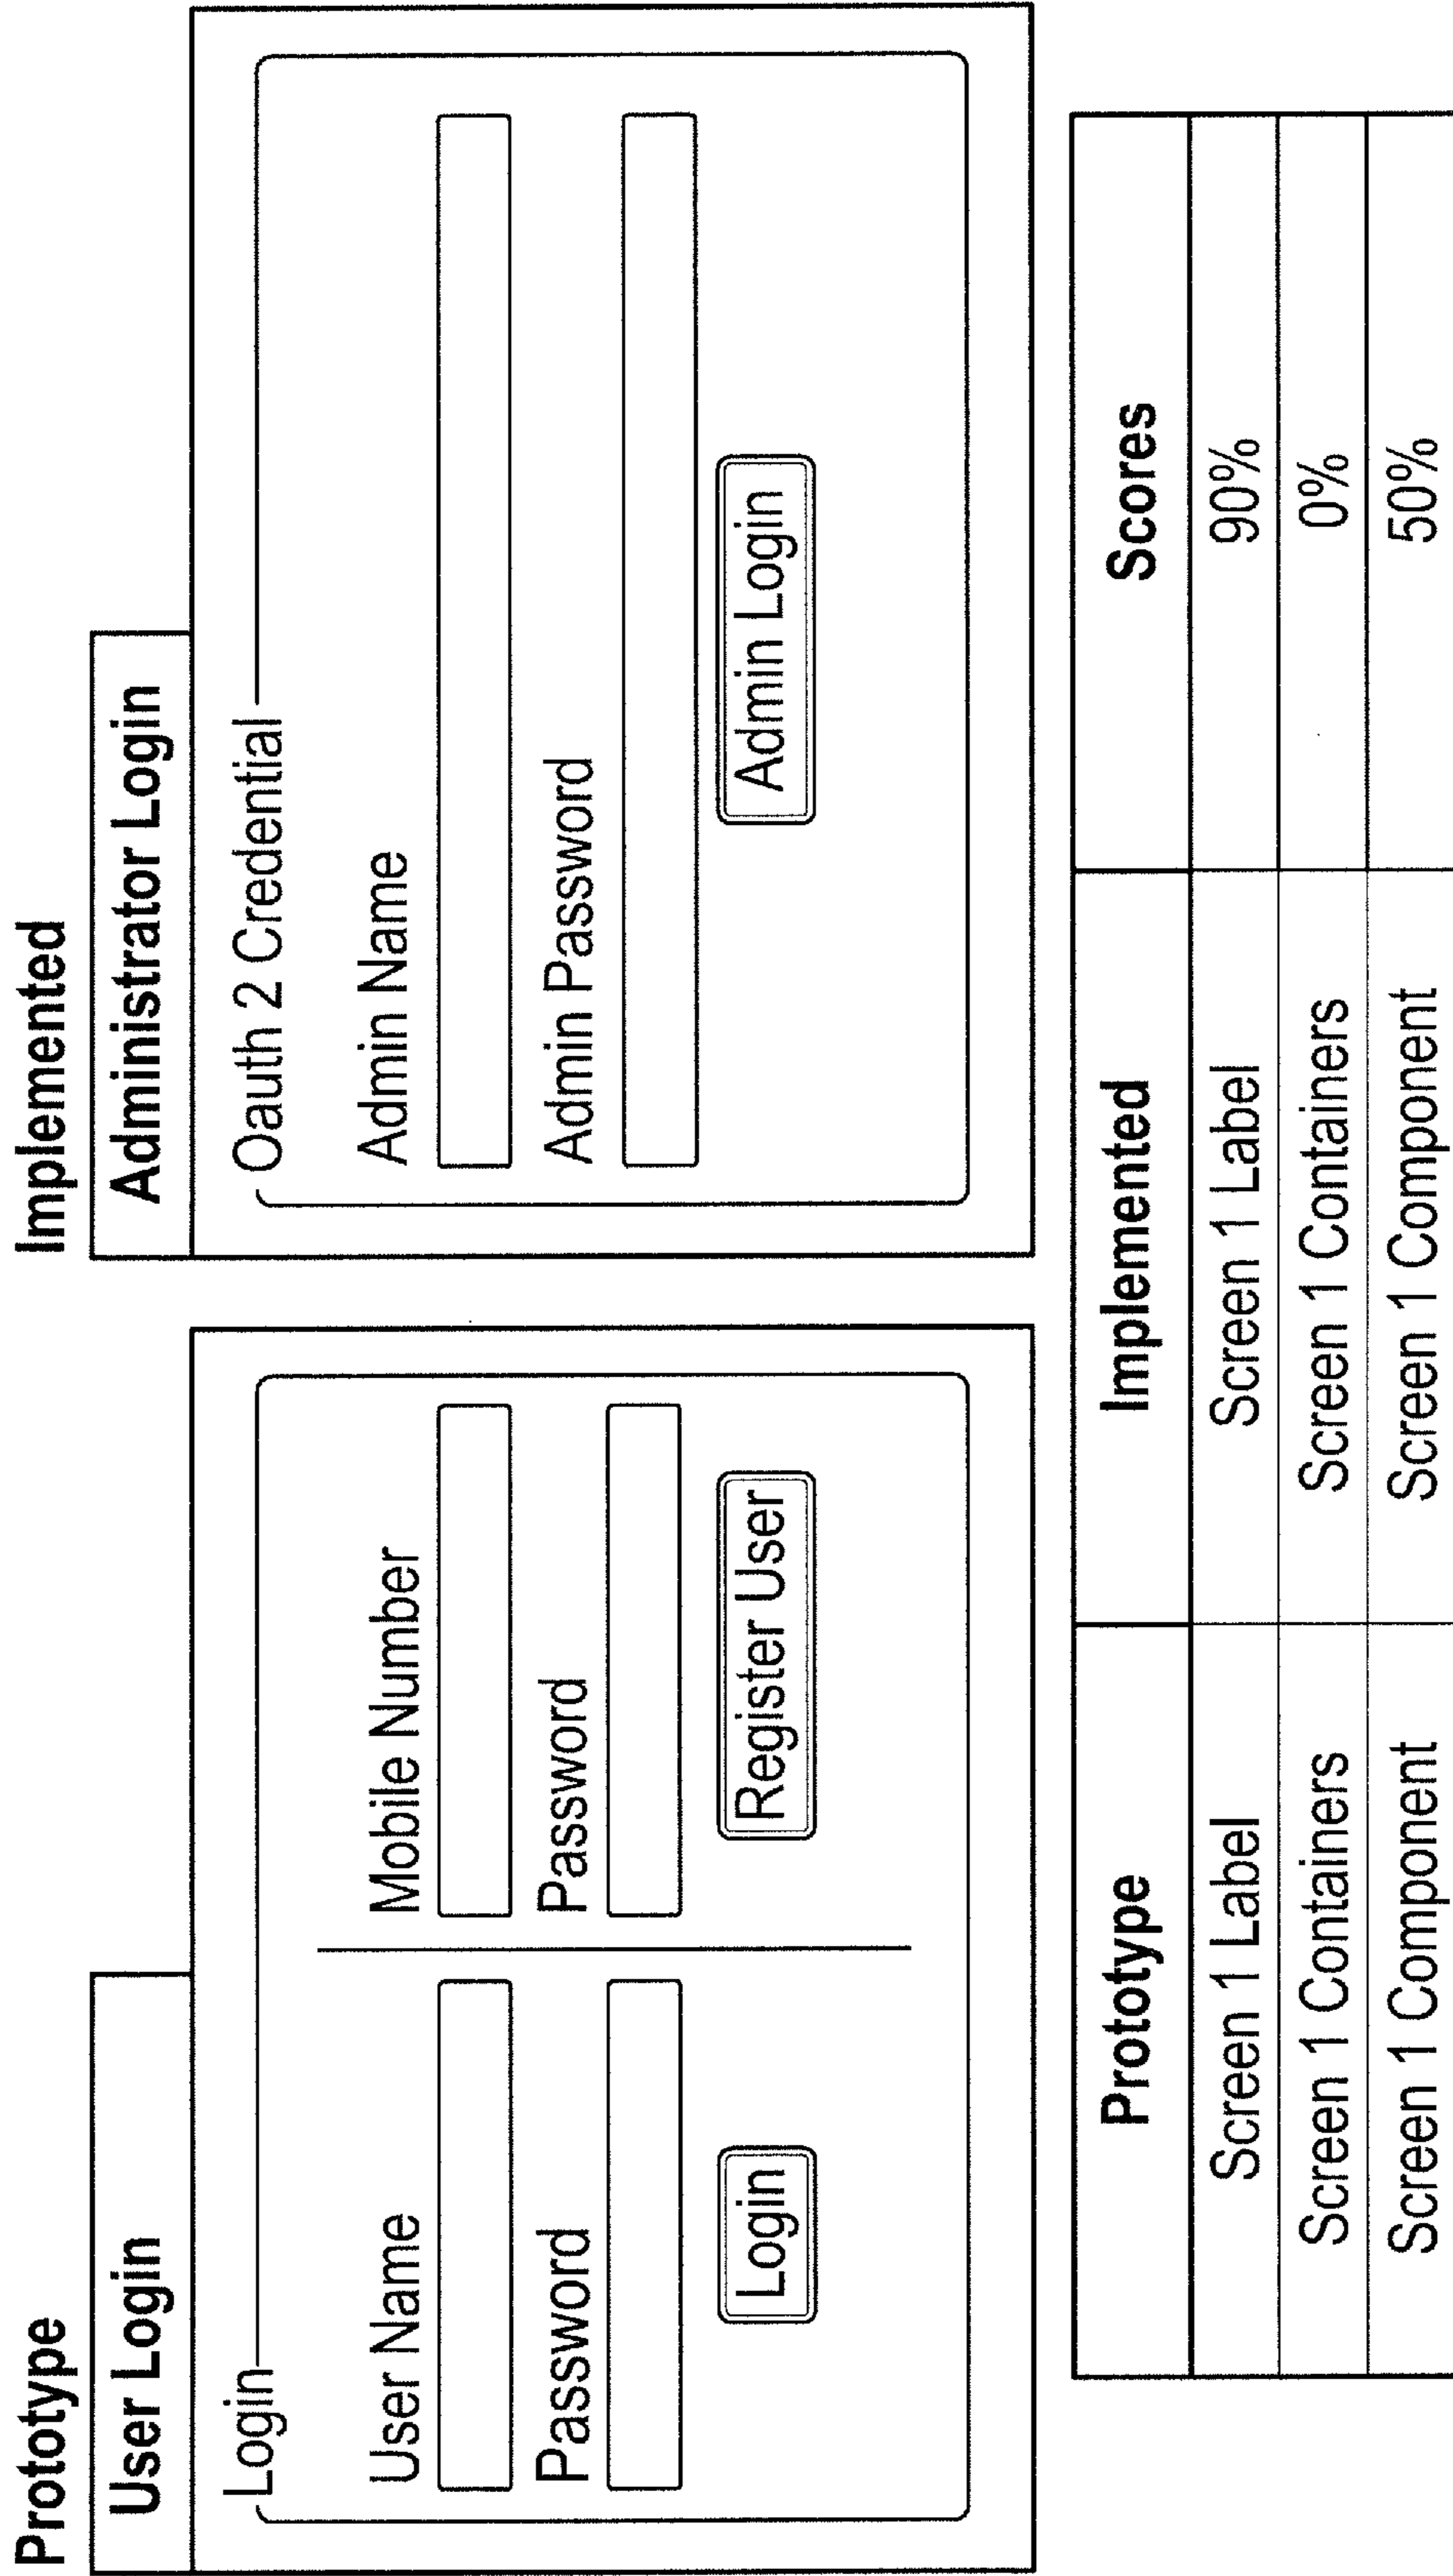 Prototype
User Login
Login
User Name
Password
Login
Mobile Number
Password
Register User
Implemented
Administrator Login
Oauth 2 Credential
Admin Name
Admin Password
Admin Login
Prototype Implemented Scores
Screen 1 Label Screen 1 Label 90%
Screen 1 Containers Screen 1 Containers 0%
Screen 1 Component Screen 1 Component 50%